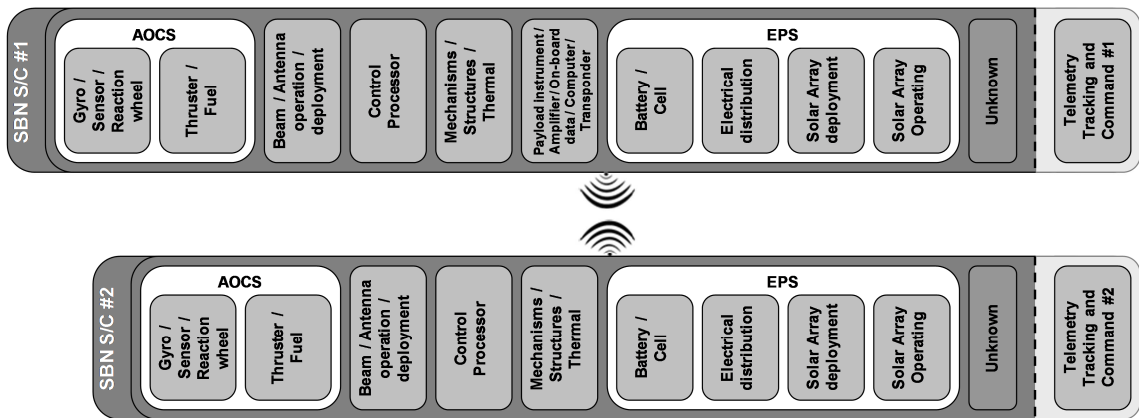 SBN S/C #1
AOCS
Gyro /
Sensor /
Reaction
wheel
Thruster /
Fuel
Beam / Antenna
operation /
deployment
Control
Processor
Mechanisms /
Structures /
Thermal
Payload Instrument /
Amplifier / On-board
data / Computer /
Transponder
EPS
Battery /
Cell
Electrical
distribution
Solar Array
deployment
Solar Array
Operating
Unknown
Telemetry
Tracking and
Command #1
SBN S/C #2
AOCS
Gyro /
Sensor /
Reaction
wheel
Thruster /
Fuel
Beam / Antenna
operation /
deployment
Control
Processor
Mechanisms /
Structures /
Thermal
EPS
Battery /
Cell
Electrical
distribution
Solar Array
deployment
Solar Array
Operating
Unknown
Telemetry
Tracking and
Command #2